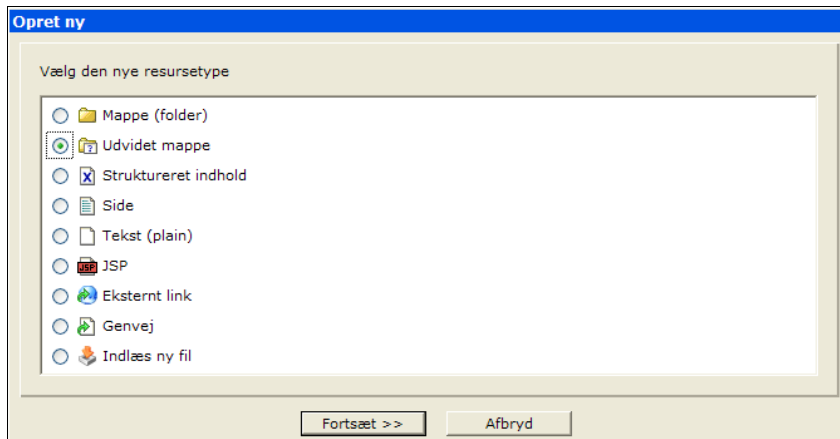 Opret ny
Vælg den nye resursetype
Mappe (folder)
Udvidet mappe
Struktureret indhold
Side
Tekst (plain)
JSP
Eksternt link
Genvej
Indlæs ny fil
Fortsæt >>
Afbryd